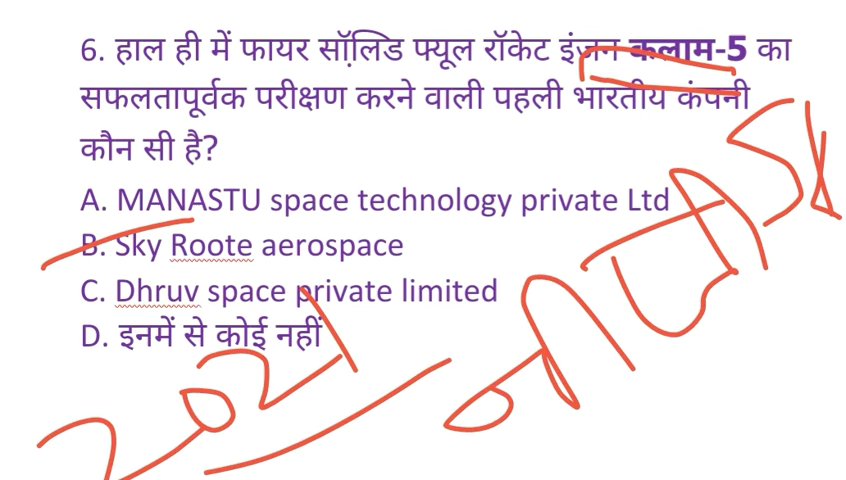 6. हाल ही में फायर सॉ़लिड फ्यूल रॉकेट इंजन कलाम-5 का
सफलतापूर्वक परीक्षण करने वाली पहली भारतीय कंपनी
कौन सी है?
A. MANASTU space technology private Ltd
B. Sky Roote aerospace
C. Dhruv space private limited
D. इनमें से कोई नहीं
2021